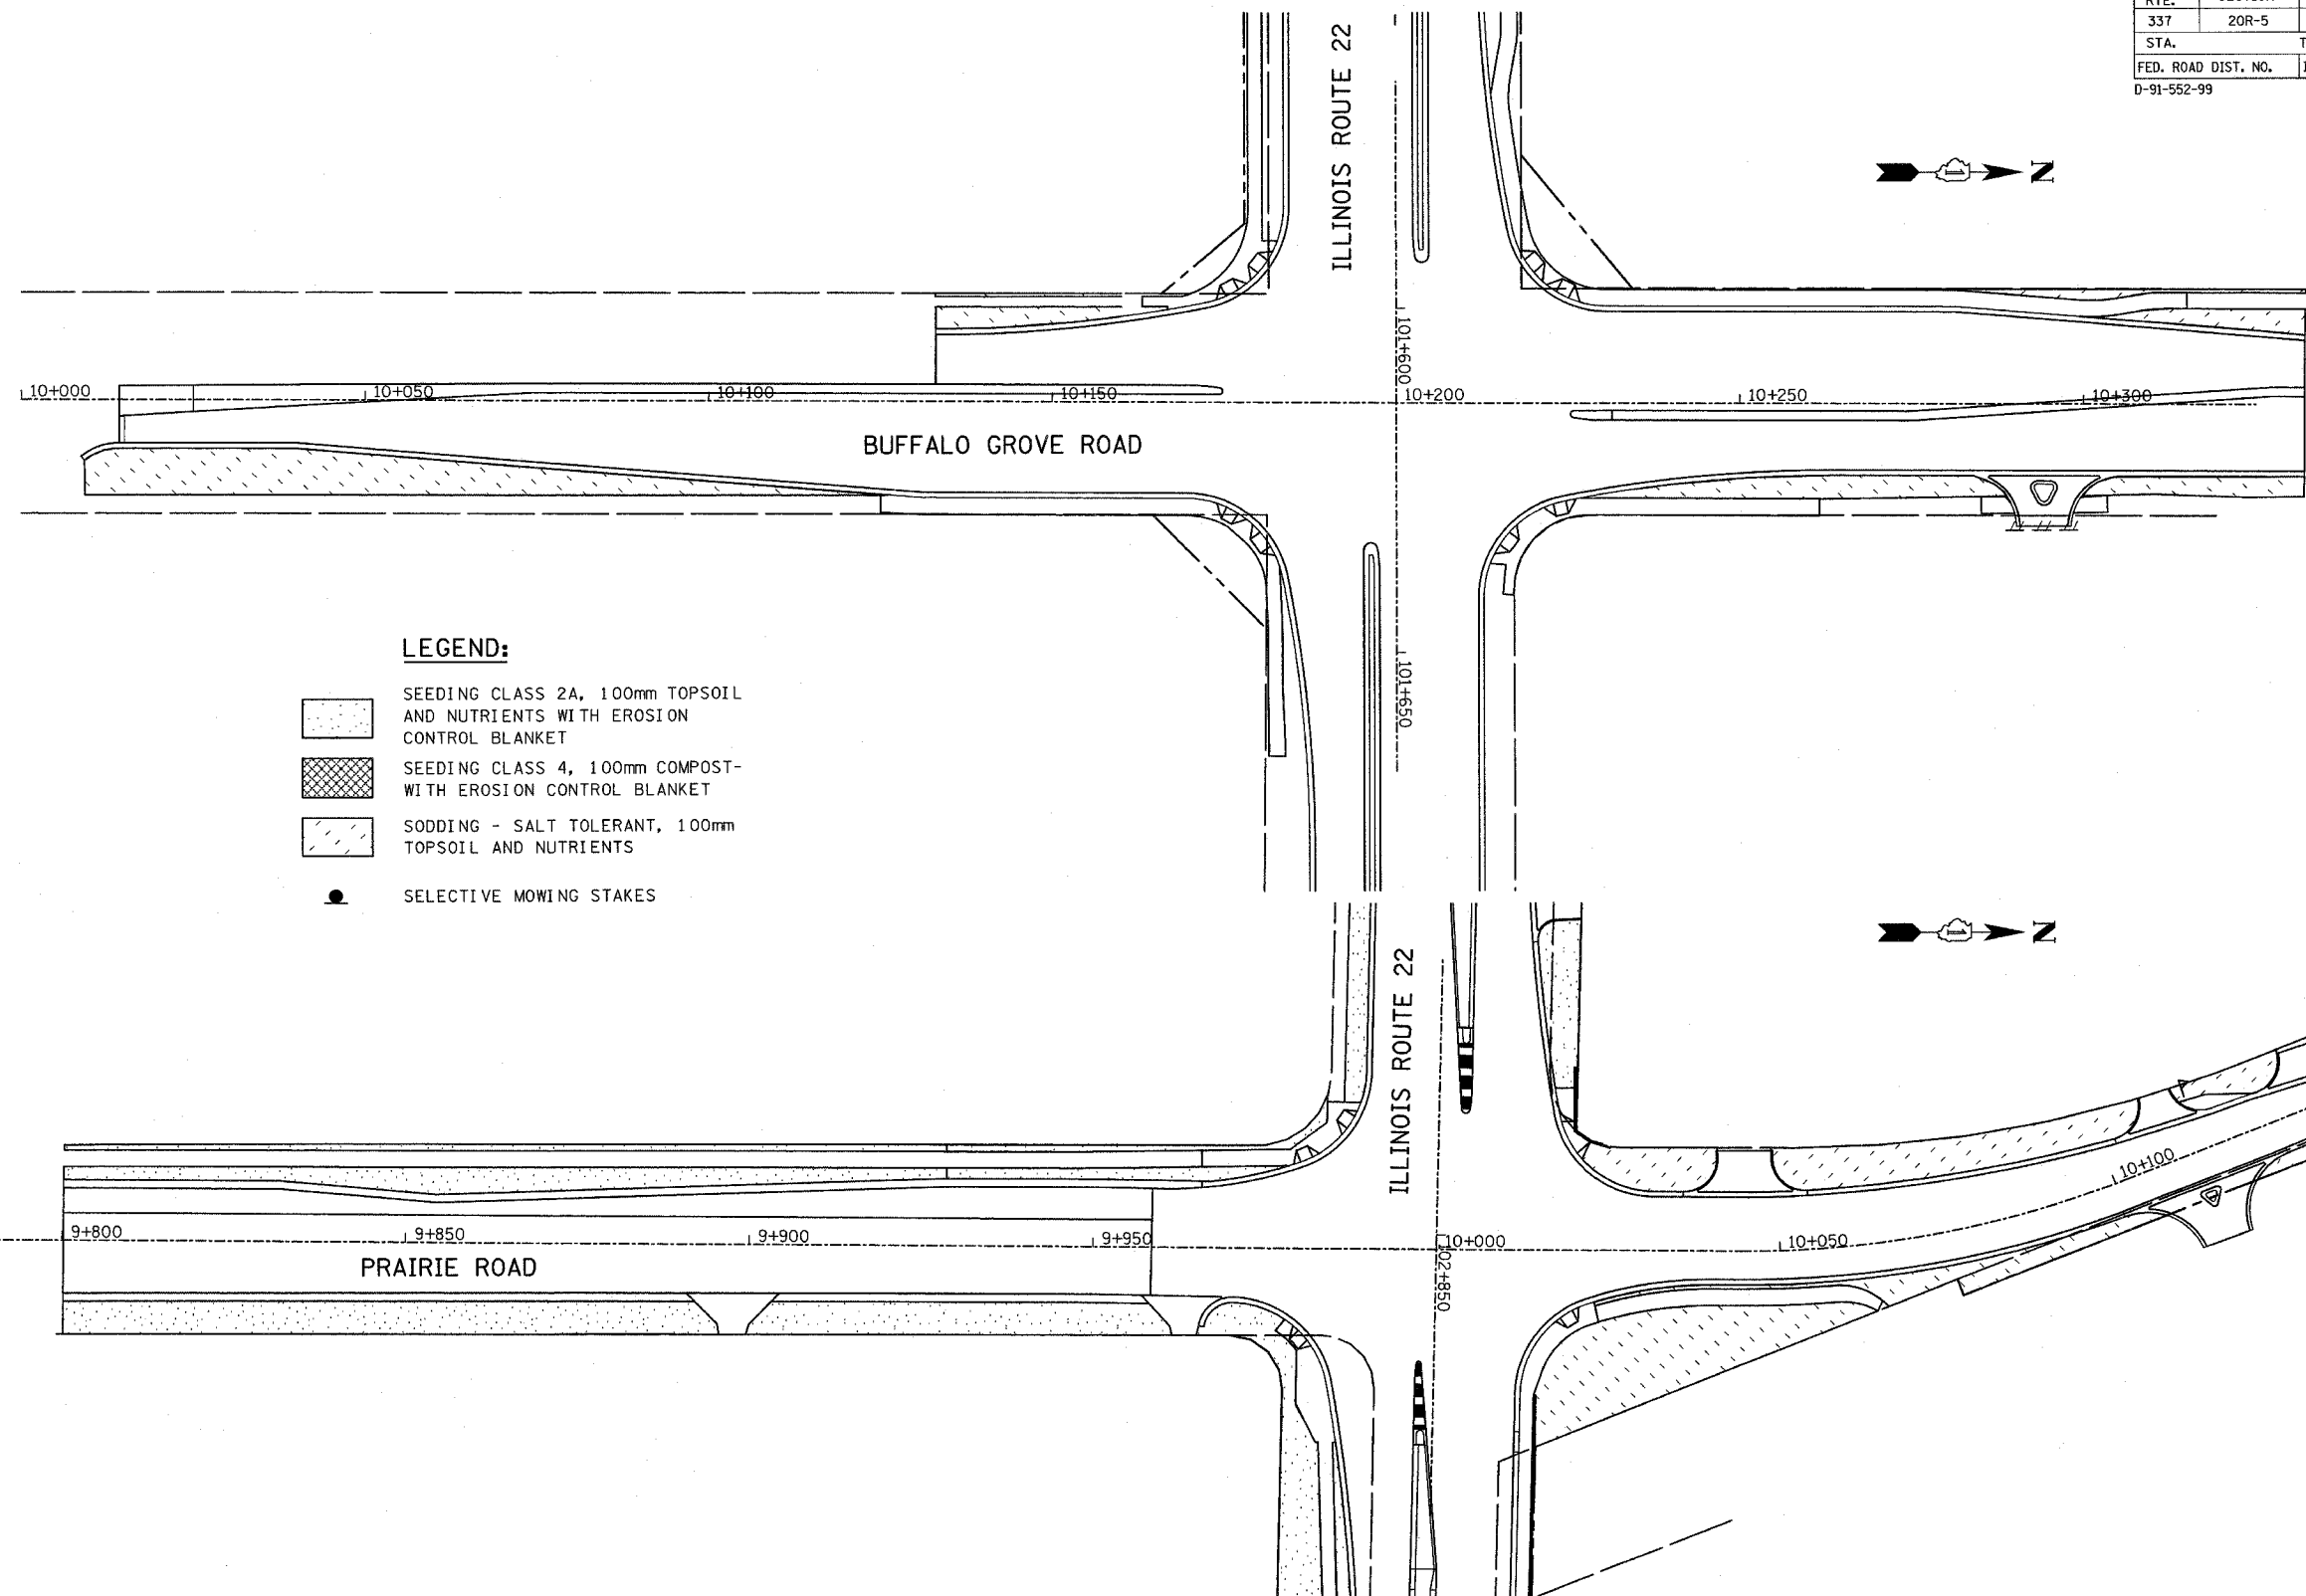 RTE.
337 20R-5
STA. T
FED. ROAD DIST. NO.
D-91-552-99
ILLINOIS ROUTE 22
N
101+600
10+000 10+050 10+100 10+150 10+200 10+250 10+300
BUFFALO GROVE ROAD
101+650
LEGEND:
SEEDING CLASS 2A, 100mm TOPSOIL
AND NUTRIENTS WITH EROSION
CONTROL BLANKET
SEEDING CLASS 4, 100mm COMPOST-
WITH EROSION CONTROL BLANKET
SODDING - SALT TOLERANT, 100mm
TOPSOIL AND NUTRIENTS
SELECTIVE MOWING STAKES
N
ILLINOIS ROUTE 22
10+100
9+800 9+850 9+900 9+950 10+000 10+050
PRAIRIE ROAD
102+850